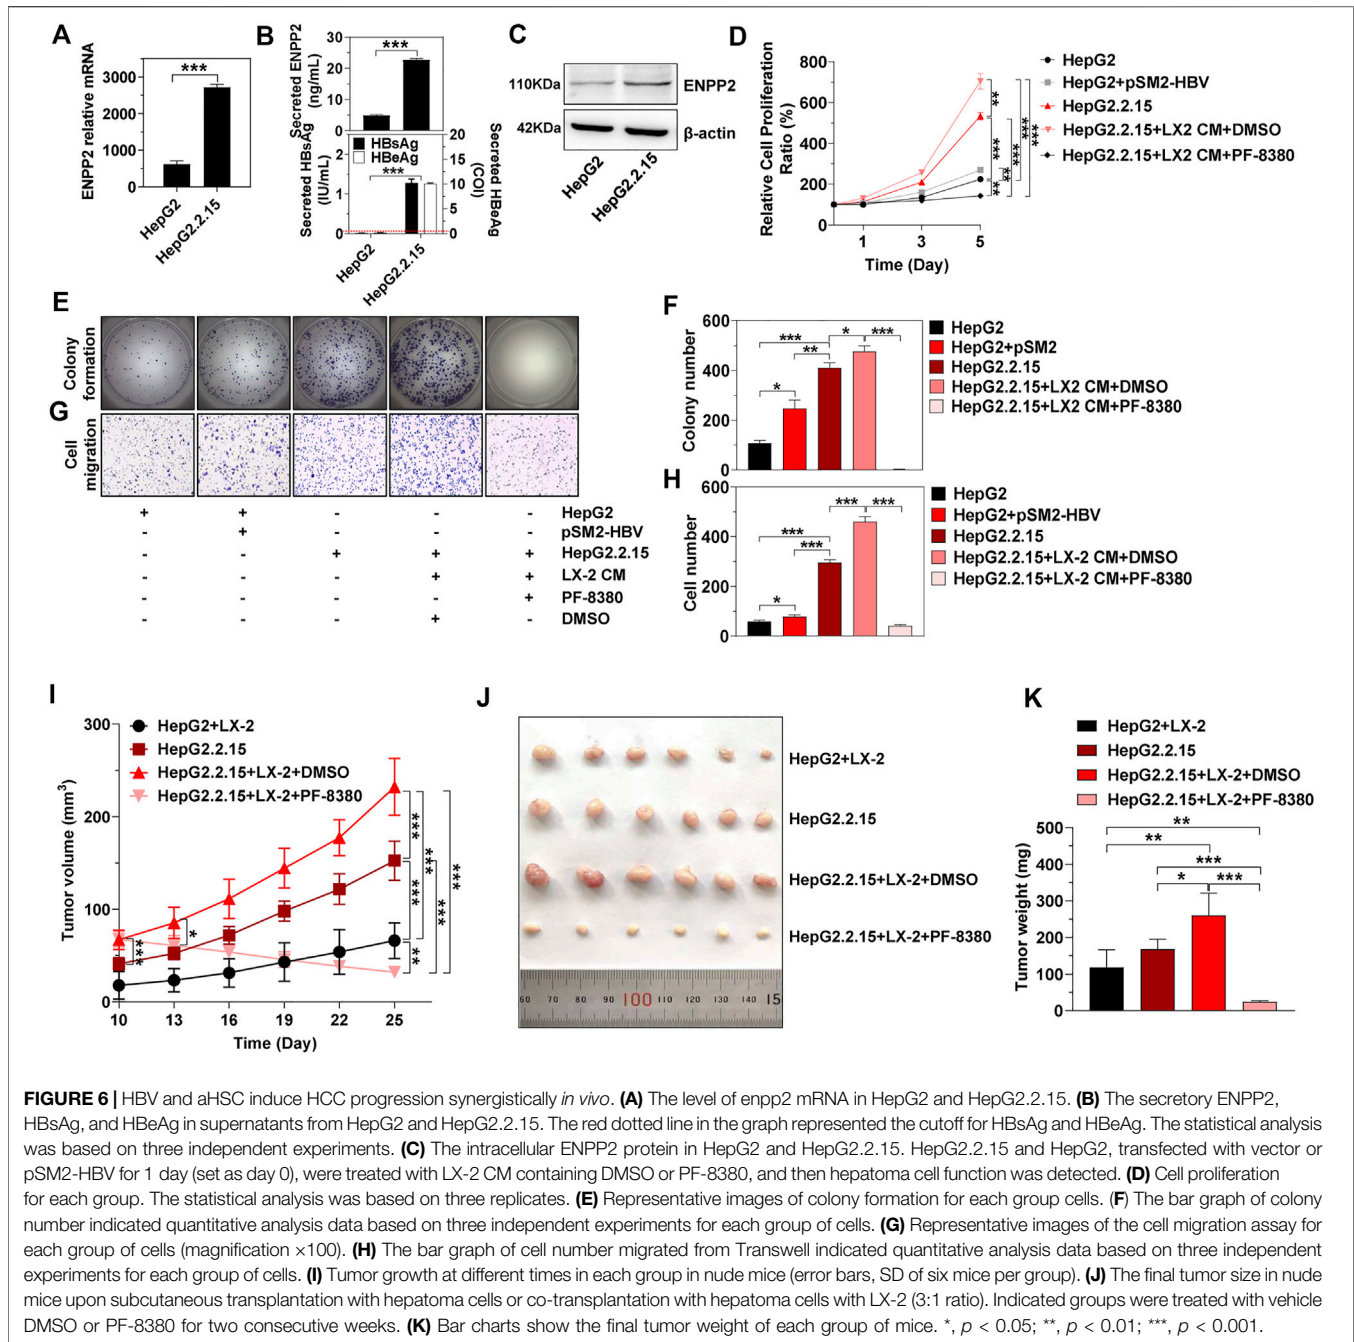 A
ENPP2 relative mRNA
3000
2000
1000
0
***
HepG2
HepG2.2.15
B
Secreted ENPP2
(ng/mL)
30
20
10
0
***
Secreted HBsAg
(IU/mL)
2
1
0
HBsAg
HBeAg
***
20
15
10
5
0
Secreted HBeAg
(COI)
HepG2
HepG2.2.15
C
110KDa
ENPP2
42KDa
β-actin
HepG2
HepG2.2.15
D
Relative Cell Proliferation
Ratio (%)
800
600
400
200
0
1
3
5
Time (Day)
**
***
**
**
***
***
***
HepG2
HepG2+pSM2-HBV
HepG2.2.15
HepG2.2.15+LX2 CM+DMSO
HepG2.2.15+LX2 CM+PF-8380
E
Colony
formation
G
Cell
migration
+ + - - - HepG2
- + - - - pSM2-HBV
- - + + + HepG2.2.15
- - - + + LX-2 CM
- - - - + PF-8380
- - - + - DMSO
F
Colony number
600
400
200
0
***
*
***
**
*
HepG2
HepG2+pSM2
HepG2.2.15
HepG2.2.15+LX2 CM+DMSO
HepG2.2.15+LX2 CM+PF-8380
H
Cell number
600
400
200
0
***
***
***
***
*
HepG2
HepG2+pSM2-HBV
HepG2.2.15
HepG2.2.15+LX-2 CM+DMSO
HepG2.2.15+LX-2 CM+PF-8380
I
Tumor volume (mm³)
300
200
100
0
HepG2+LX-2
HepG2.2.15
HepG2.2.15+LX-2+DMSO
HepG2.2.15+LX-2+PF-8380
***
*
***
***
**
***
***
***
10 13 16 19 22 25
Time (Day)
J
HepG2+LX-2
HepG2.2.15
HepG2.2.15+LX-2+DMSO
HepG2.2.15+LX-2+PF-8380
60 70 80 90 100 110 120 130 140 15
K
HepG2+LX-2
HepG2.2.15
HepG2.2.15+LX-2+DMSO
HepG2.2.15+LX-2+PF-8380
Tumor weight (mg)
500
400
300
200
100
0
**
**
***
*
***
FIGURE 6 | HBV and aHSC induce HCC progression synergistically in vivo. (A) The level of enpp2 mRNA in HepG2 and HepG2.2.15. (B) The secretory ENPP2,
HBsAg, and HBeAg in supernatants from HepG2 and HepG2.2.15. The red dotted line in the graph represented the cutoff for HBsAg and HBeAg. The statistical analysis
was based on three independent experiments. (C) The intracellular ENPP2 protein in HepG2 and HepG2.2.15. HepG2.2.15 and HepG2, transfected with vector or
pSM2-HBV for 1 day (set as day 0), were treated with LX-2 CM containing DMSO or PF-8380, and then hepatoma cell function was detected. (D) Cell proliferation
for each group. The statistical analysis was based on three replicates. (E) Representative images of colony formation for each group cells. (F) The bar graph of colony
number indicated quantitative analysis data based on three independent experiments for each group of cells. (G) Representative images of the cell migration assay for
each group of cells (magnification ×100). (H) The bar graph of cell number migrated from Transwell indicated quantitative analysis data based on three independent
experiments for each group of cells. (I) Tumor growth at different times in each group in nude mice (error bars, SD of six mice per group). (J) The final tumor size in nude
mice upon subcutaneous transplantation with hepatoma cells or co-transplantation with hepatoma cells with LX-2 (3:1 ratio). Indicated groups were treated with vehicle
DMSO or PF-8380 for two consecutive weeks. (K) Bar charts show the final tumor weight of each group of mice. *, p < 0.05; **, p < 0.01; ***, p < 0.001.